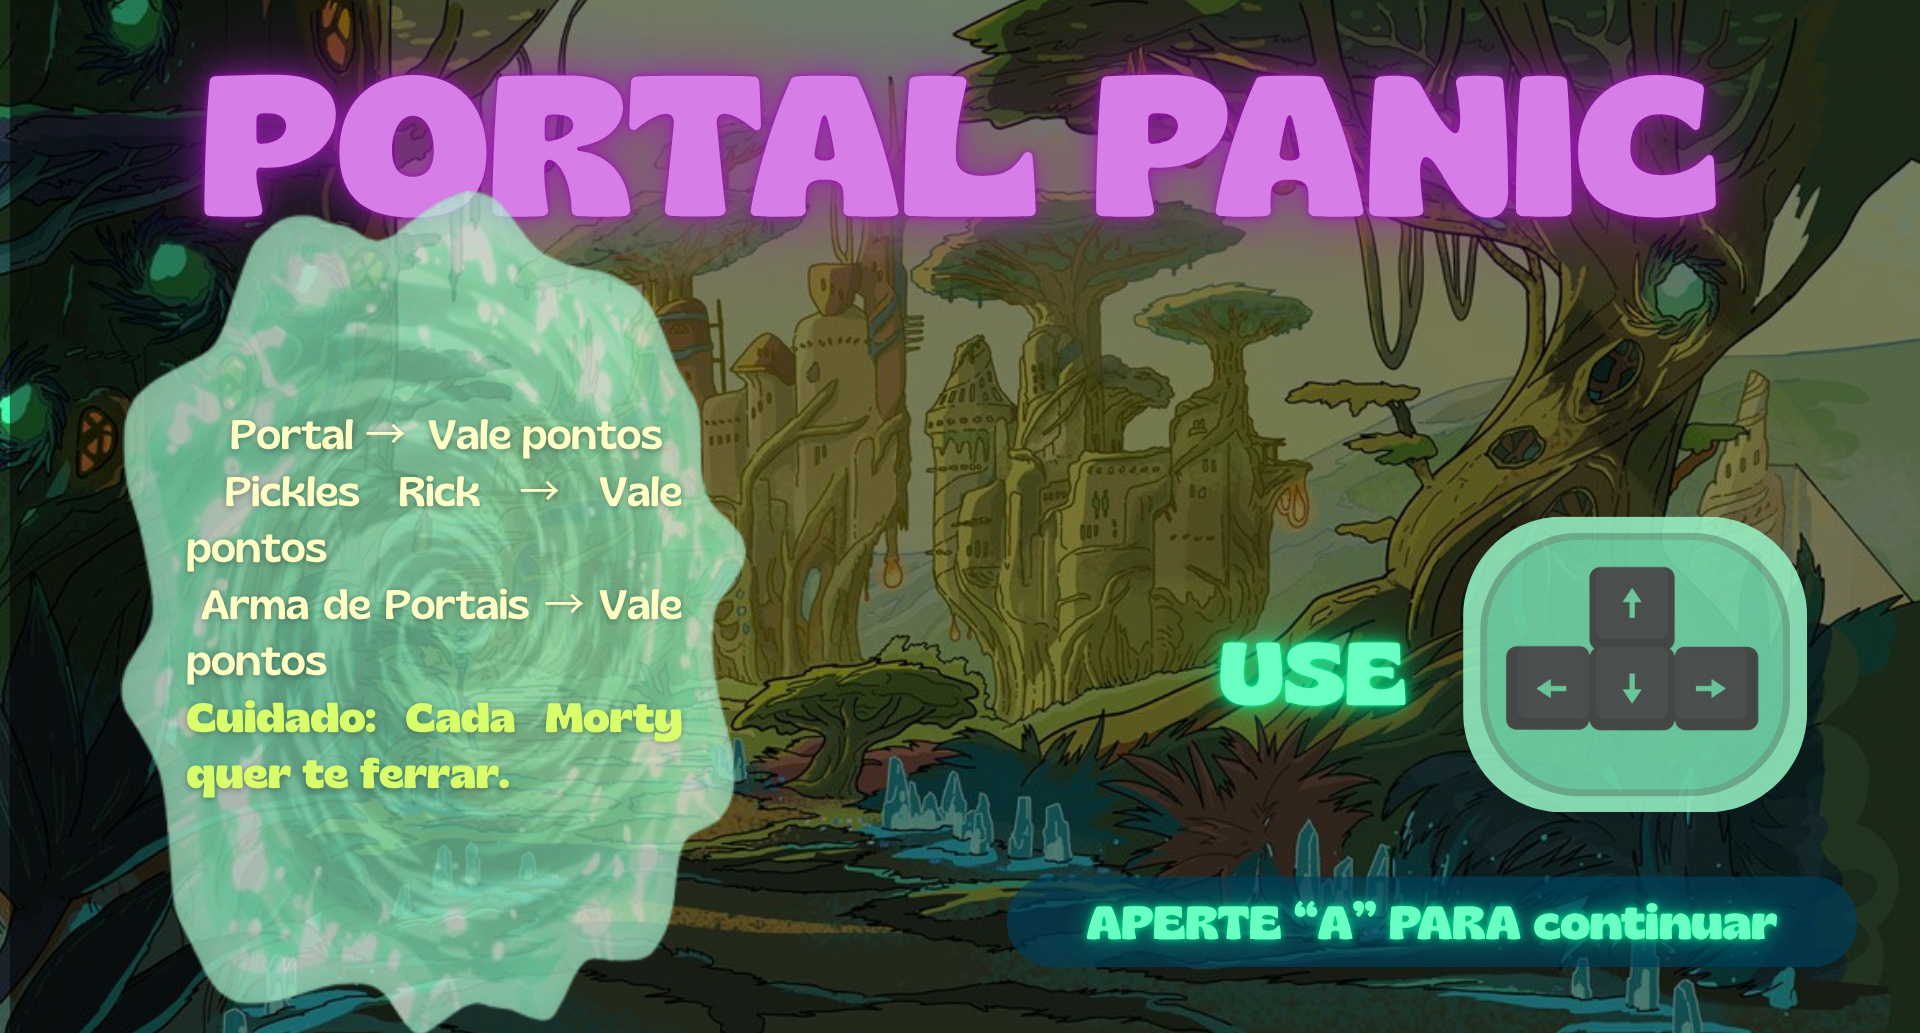 PORTAL PANIC
Portal → Vale pontos
Pickles Rick → Vale
pontos
Arma de Portais → Vale
pontos
Cuidado: Cada Morty
quer te ferrar.
USE
↑
← ↓ →
APERTE “A” PARA continuar